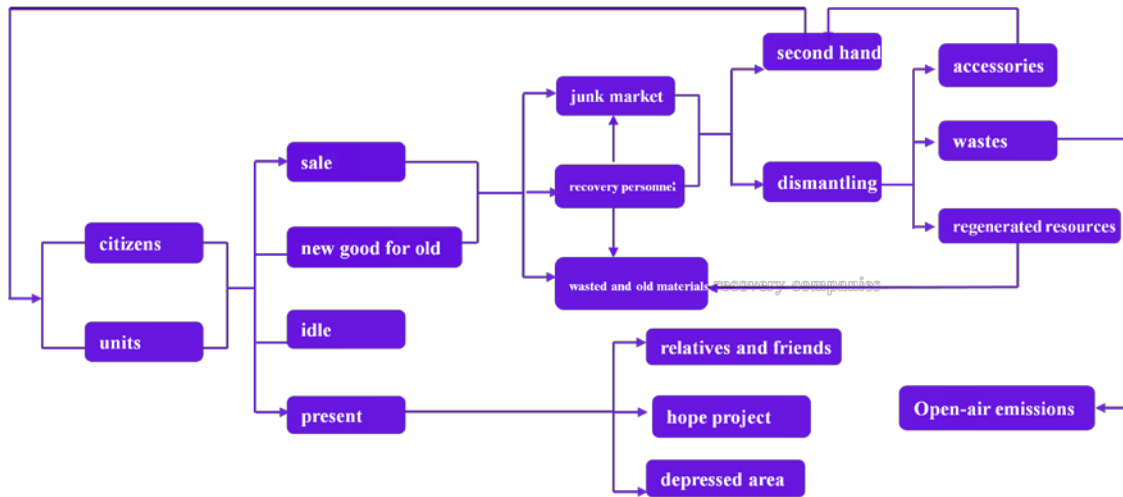 second hand
accessories
junk market
wastes
sale
recovery personnel
dismantling
citizens
new good for old
regenerated resources
wasted and old materials recovery companies
units
idle
relatives and friends
present
hope project
Open-air emissions
depressed area